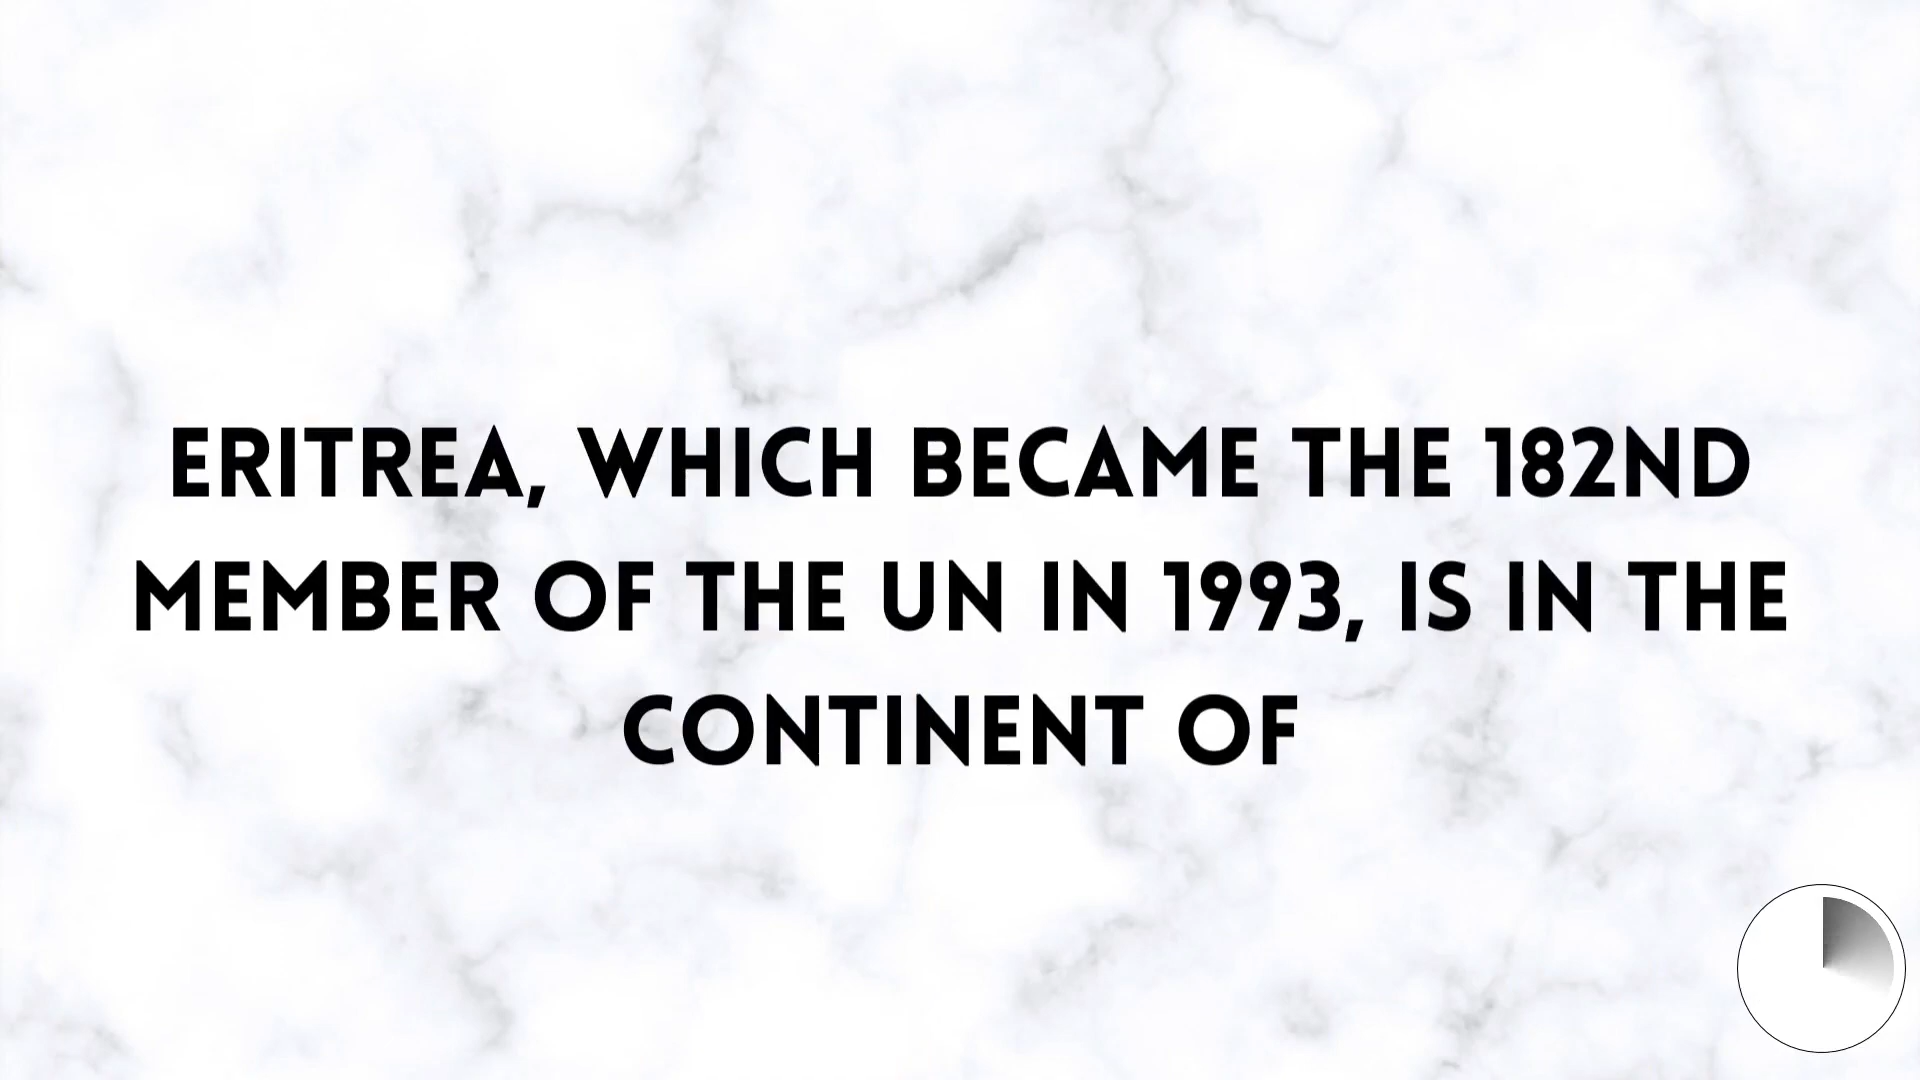 ERITREA, WHICH BECAME THE 182ND
MEMBER OF THE UN IN 1993, IS IN THE
CONTINENT OF